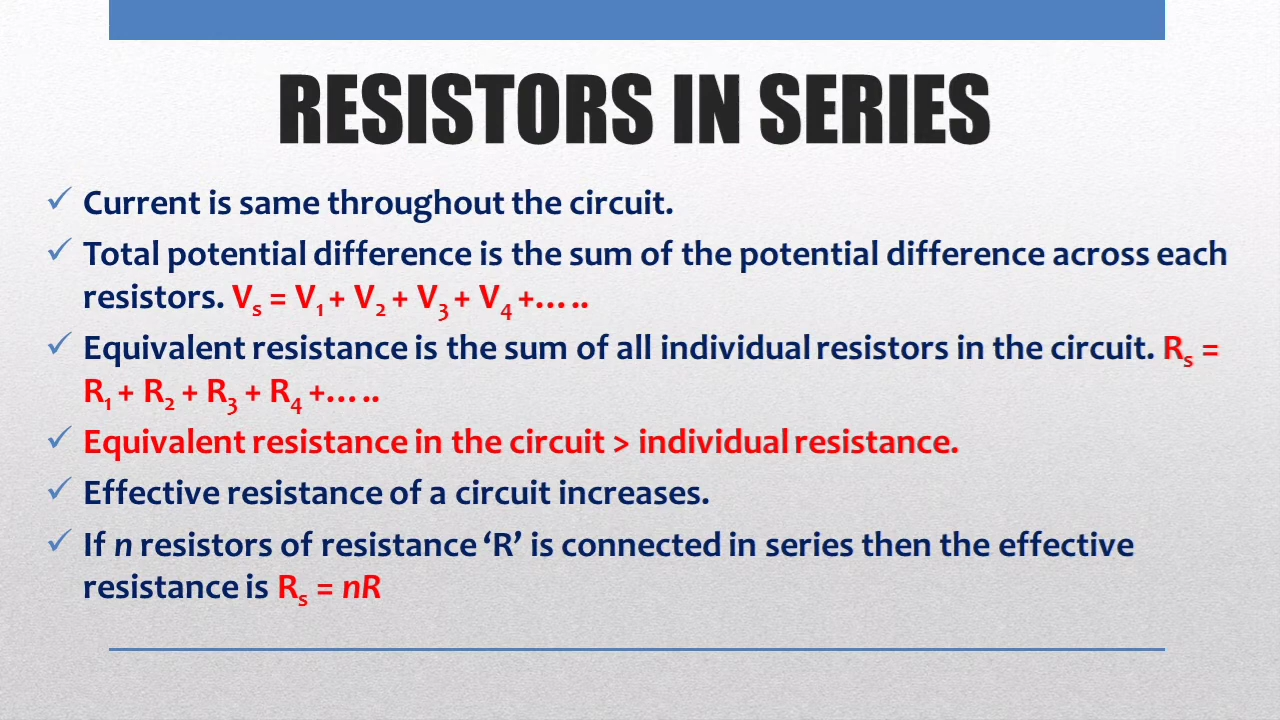 RESISTORS IN SERIES
✓ Current is same throughout the circuit.
✓ Total potential difference is the sum of the potential difference across each
resistors. Vₛ = V₁ + V₂ + V₃ + V₄ +…..
✓ Equivalent resistance is the sum of all individual resistors in the circuit. Rₛ =
R₁ + R₂ + R₃ + R₄ +…..
✓ Equivalent resistance in the circuit > individual resistance.
✓ Effective resistance of a circuit increases.
✓ If n resistors of resistance ‘R’ is connected in series then the effective
resistance is Rₛ = nR